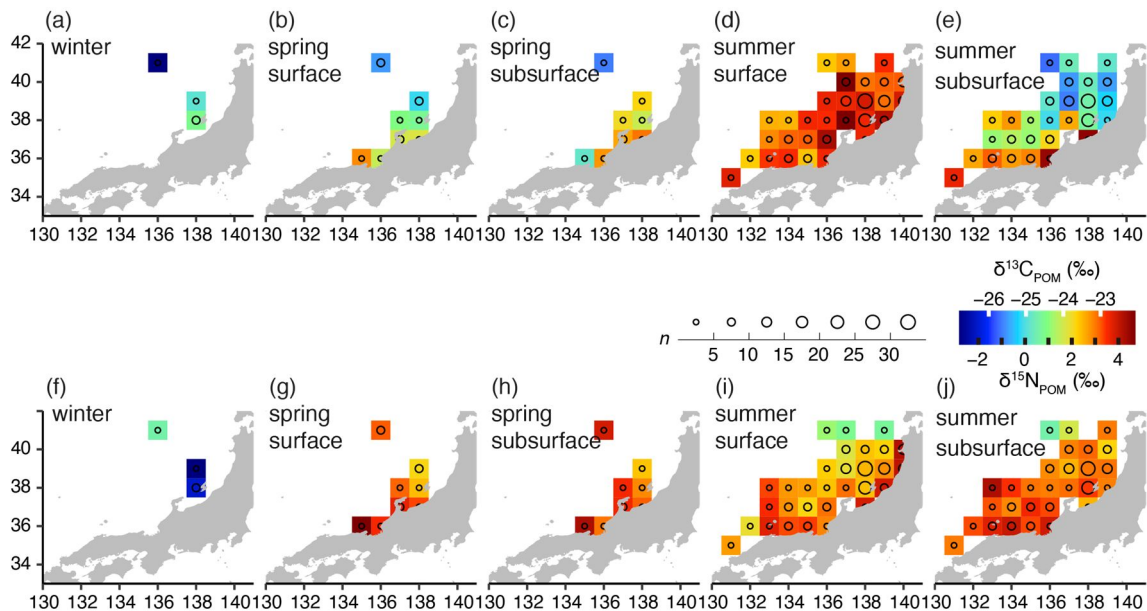 (a) (b) (c) (d) (e)
42 winter spring surface spring subsurface summer surface summer subsurface
40
38
36
34
130 132 134 136 138 140 130 132 134 136 138 140 130 132 134 136 138 140 130 132 134 136 138 140 130 132 134 136 138 140
δ¹³C_POM (‰)
−26 −25 −24 −23
n 5 10 15 20 25 30
−2 0 2 4
δ¹⁵N_POM (‰)
(f) (g) (h) (i) (j)
42 winter spring surface spring subsurface summer surface summer subsurface
40
38
36
34
130 132 134 136 138 140 130 132 134 136 138 140 130 132 134 136 138 140 130 132 134 136 138 140 130 132 134 136 138 140